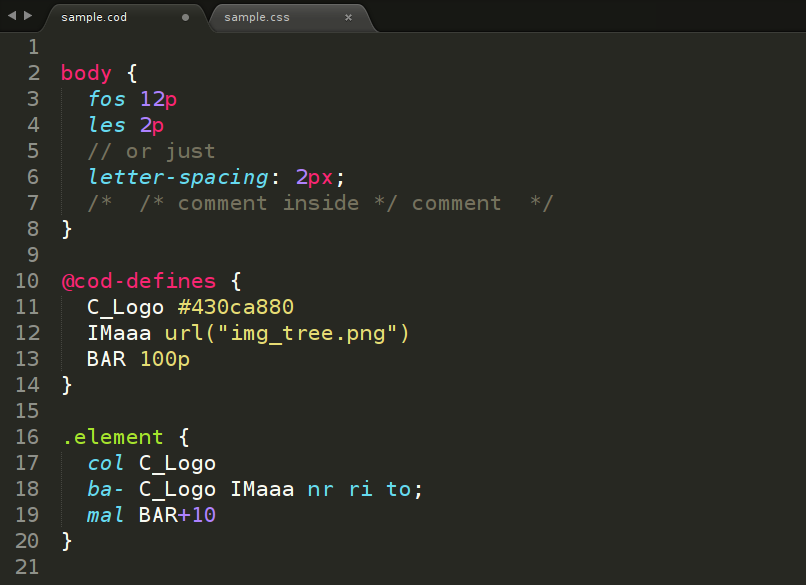 sample.cod
sample.css
1
2 body {
3   fos 12p
4   les 2p
5   // or just
6   letter-spacing: 2px;
7   /*  /* comment inside */ comment  */
8 }
9
10 @cod-defines {
11   C_Logo #430ca880
12   IMaaa url("img_tree.png")
13   BAR 100p
14 }
15
16 .element {
17   col C_Logo
18   ba- C_Logo IMaaa nr ri to;
19   mal BAR+10
20 }
21